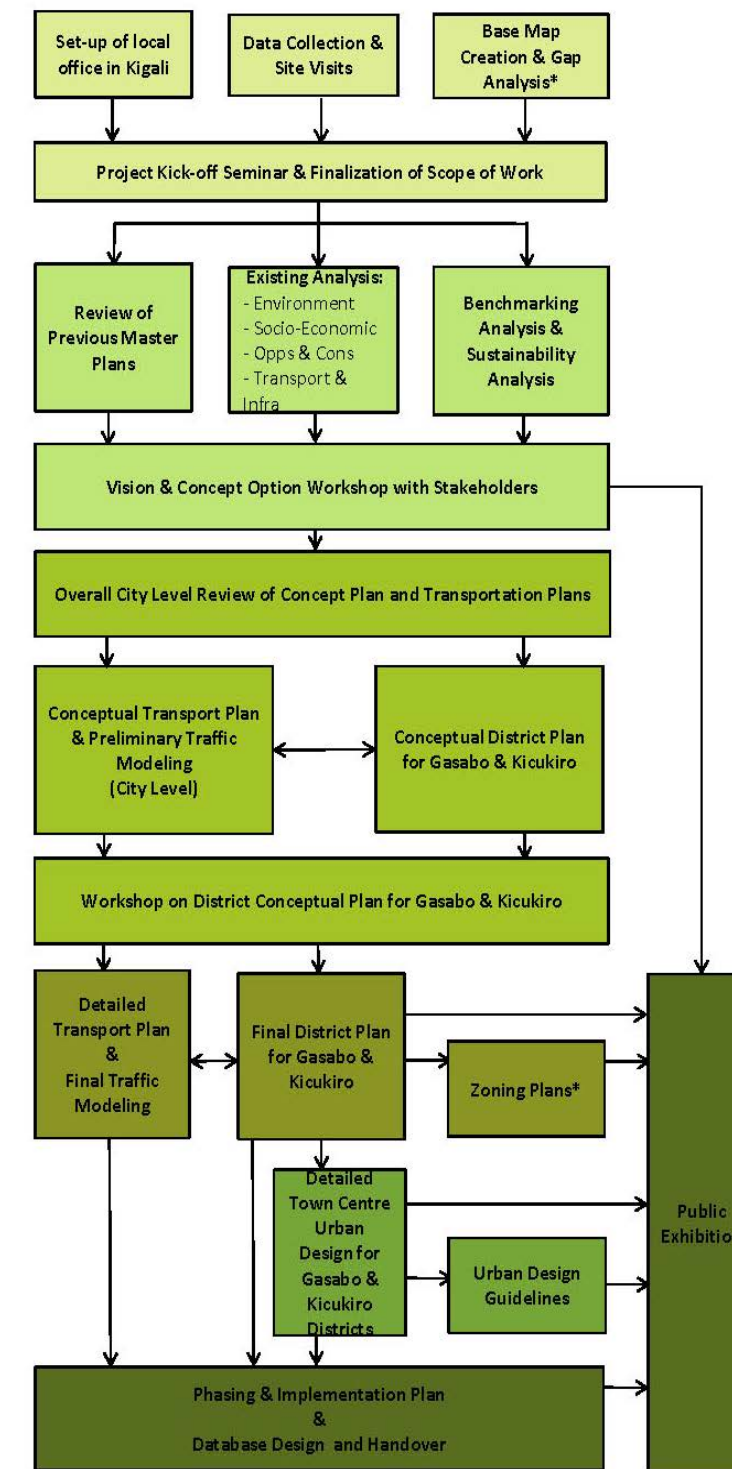 Set-up of local
office in Kigali
Data Collection &
Site Visits
Base Map
Creation & Gap
Analysis*
Project Kick-off Seminar & Finalization of Scope of Work
Review of
Previous Master
Plans
Existing Analysis:
- Environment
- Socio-Economic
- Opps & Cons
- Transport &
Infra
Benchmarking
Analysis &
Sustainability
Analysis
Vision & Concept Option Workshop with Stakeholders
Overall City Level Review of Concept Plan and Transportation Plans
Conceptual Transport Plan
& Preliminary Traffic
Modeling
(City Level)
Conceptual District Plan
for Gasabo & Kicukiro
Workshop on District Conceptual Plan for Gasabo & Kicukiro
Detailed
Transport Plan
&
Final Traffic
Modeling
Final District Plan
for Gasabo &
Kicukiro
Zoning Plans*
Detailed
Town Centre
Urban
Design for
Gasabo &
Kicukiro
Districts
Urban Design
Guidelines
Public
Exhibition
Phasing & Implementation Plan
&
Database Design and Handover